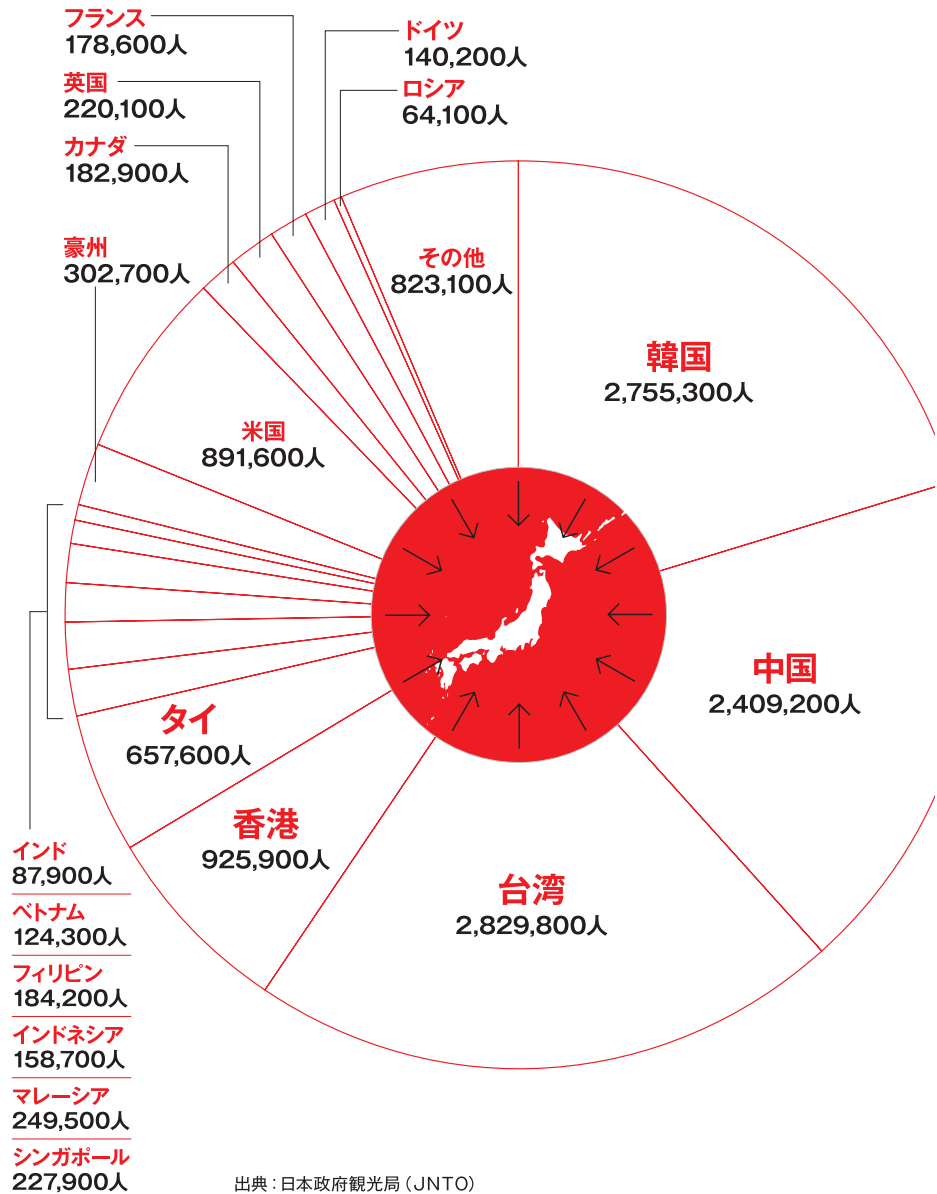 フランス
178,600人
英国
220,100人
カナダ
182,900人
豪州
302,700人
ドイツ
140,200人
ロシア
64,100人
その他
823,100人
韓国
2,755,300人
米国
891,600人
中国
2,409,200人
タイ
657,600人
香港
925,900人
台湾
2,829,800人
インド
87,900人
ベトナム
124,300人
フィリピン
184,200人
インドネシア
158,700人
マレーシア
249,500人
シンガポール
227,900人
出典：日本政府観光局（JNTO）